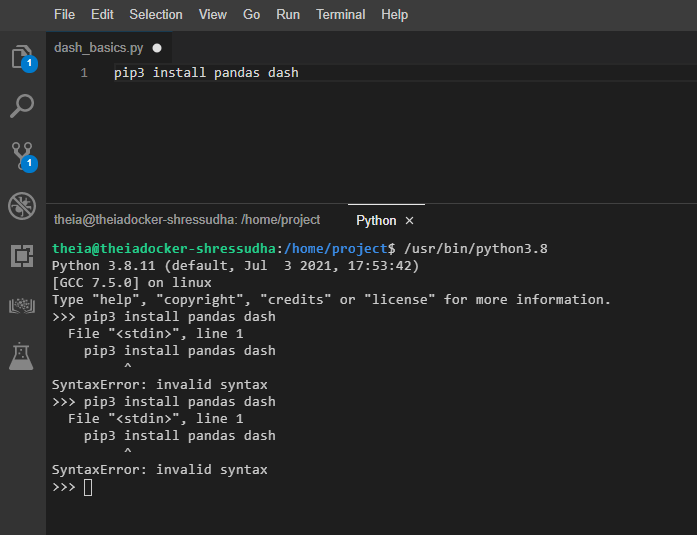 File Edit Selection View Go Run Terminal Help
dash_basics.py
1 pip3 install pandas dash
1
1
theia@theiadocker-shressudha: /home/project Python ×
theia@theiadocker-shressudha:/home/project$ /usr/bin/python3.8
Python 3.8.11 (default, Jul  3 2021, 17:53:42)
[GCC 7.5.0] on linux
Type "help", "copyright", "credits" or "license" for more information.
>>> pip3 install pandas dash
  File "<stdin>", line 1
    pip3 install pandas dash
         ^
SyntaxError: invalid syntax
>>> pip3 install pandas dash
  File "<stdin>", line 1
    pip3 install pandas dash
         ^
SyntaxError: invalid syntax
>>>